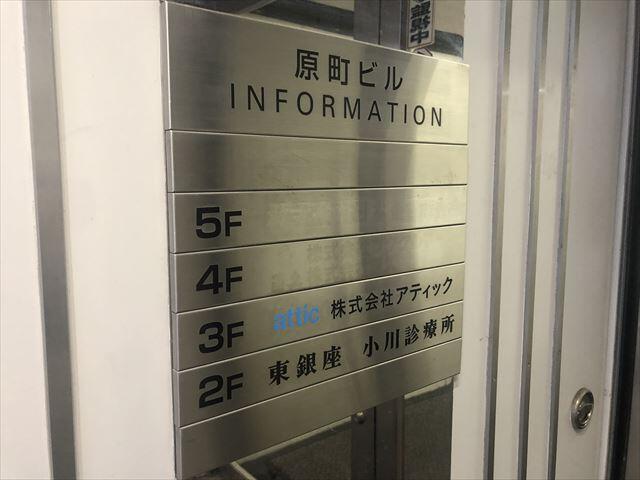 原町ビル
INFORMATION
5F
4F
3F attic 株式会社アティック
2F 東銀座 小川診療所